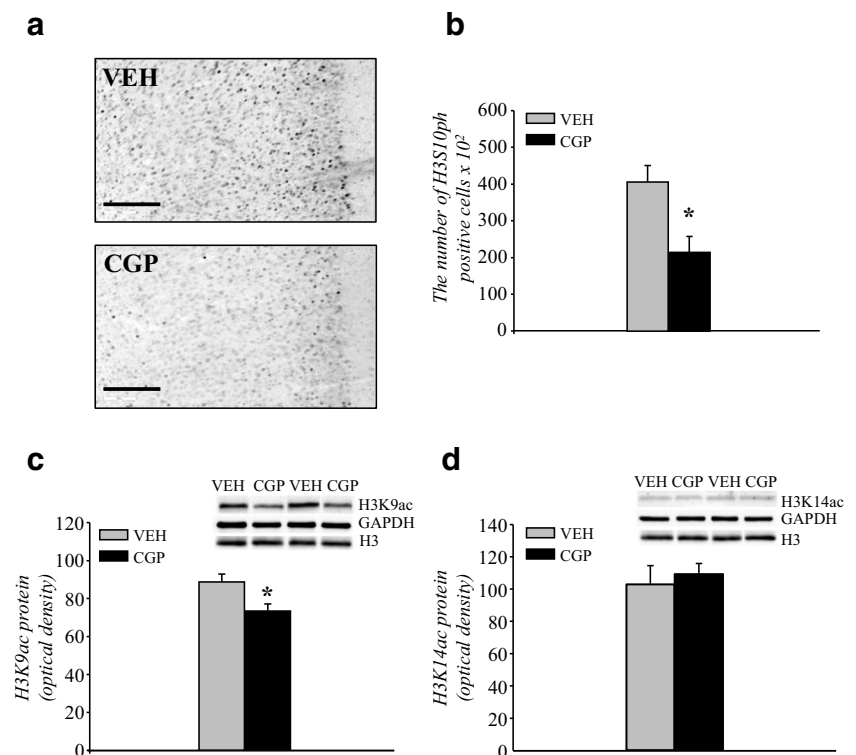 a
VEH
CGP
b
The number of H3S10ph
positive cells x 10²
600
500
400
300
200
100
0
VEH
CGP
*
c
VEH CGP VEH CGP
H3K9ac
GAPDH
H3
H3K9ac protein
(optical density)
120
100
80
60
40
20
0
VEH
CGP
*
d
VEH CGP VEH CGP
H3K14ac
GAPDH
H3
H3K14ac protein
(optical density)
140
120
100
80
60
40
20
0
VEH
CGP